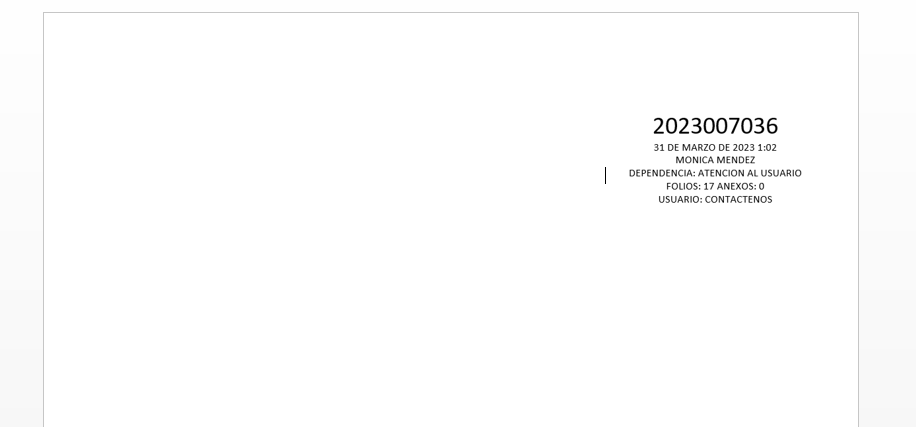 2023007036
31 DE MARZO DE 2023 1:02
MONICA MENDEZ
DEPENDENCIA: ATENCION AL USUARIO
FOLIOS: 17 ANEXOS: 0
USUARIO: CONTACTENOS